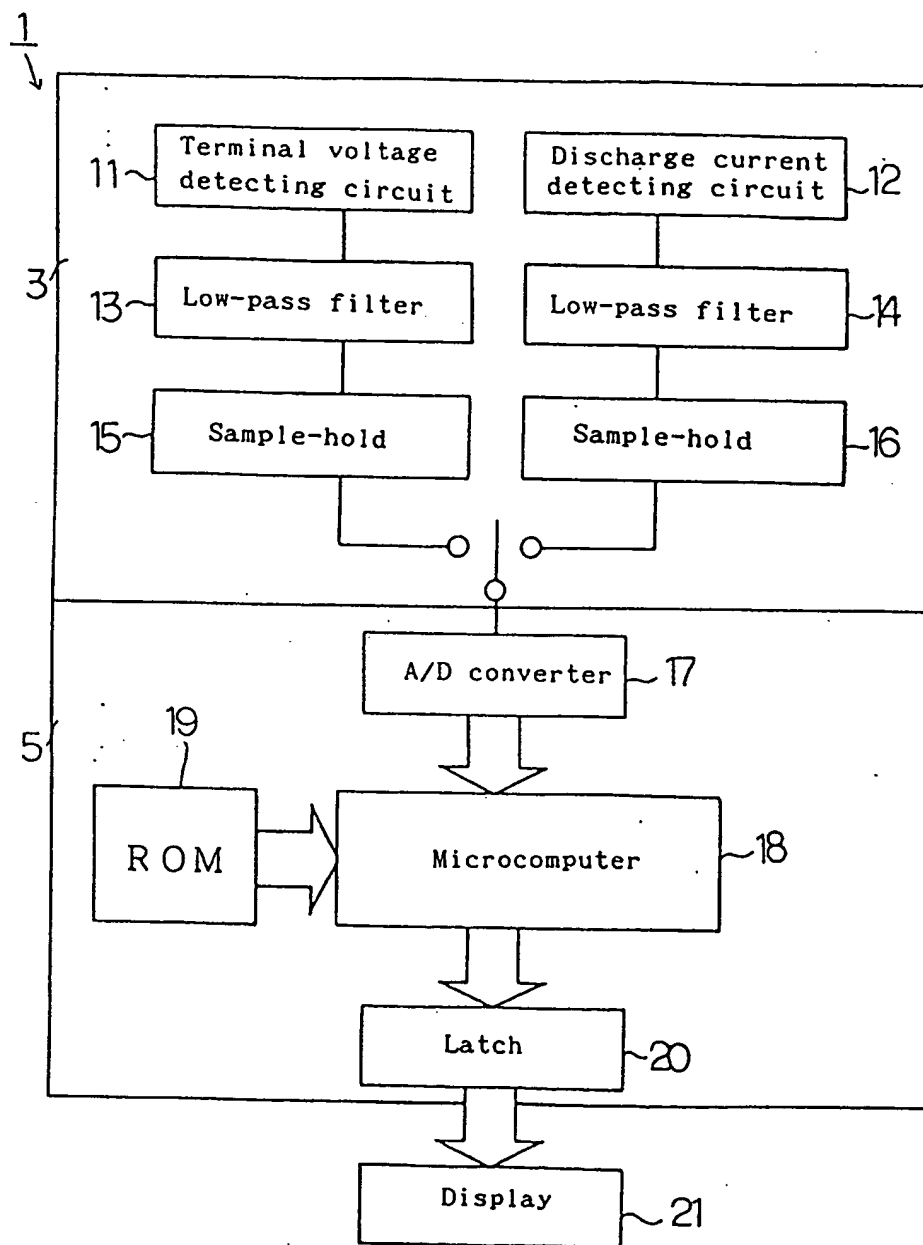 1
Terminal voltage
detecting circuit
11
Discharge current
detecting circuit
12
3
13
Low-pass filter
Low-pass filter
14
15
Sample-hold
Sample-hold
16
A/D converter
17
5
19
ROM
Microcomputer
18
Latch
20
Display
21